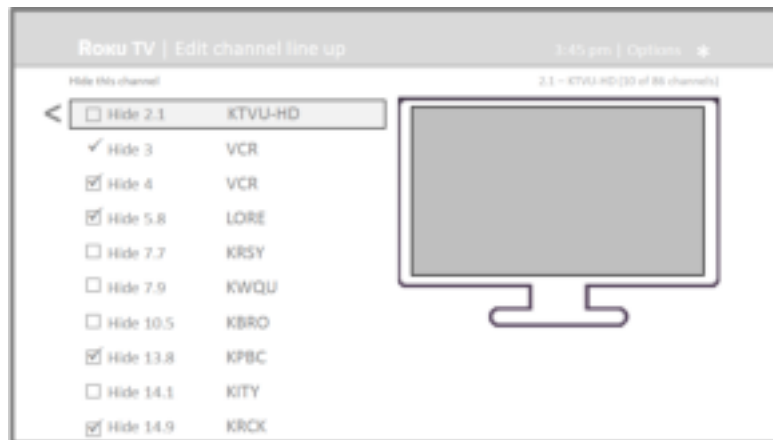 Roku TV | Edit channel line up
3:45 pm | Options *
Hide this channel
2.1 – KTVU-HD (10 of 86 channels)
< Hide 2.1 KTVU-HD
Hide 3 VCR
Hide 4 VCR
Hide 5.8 LORE
Hide 7.7 KRSY
Hide 7.9 KWQU
Hide 10.5 KBRO
Hide 13.8 KPBC
Hide 14.1 KITY
Hide 14.9 KRCK